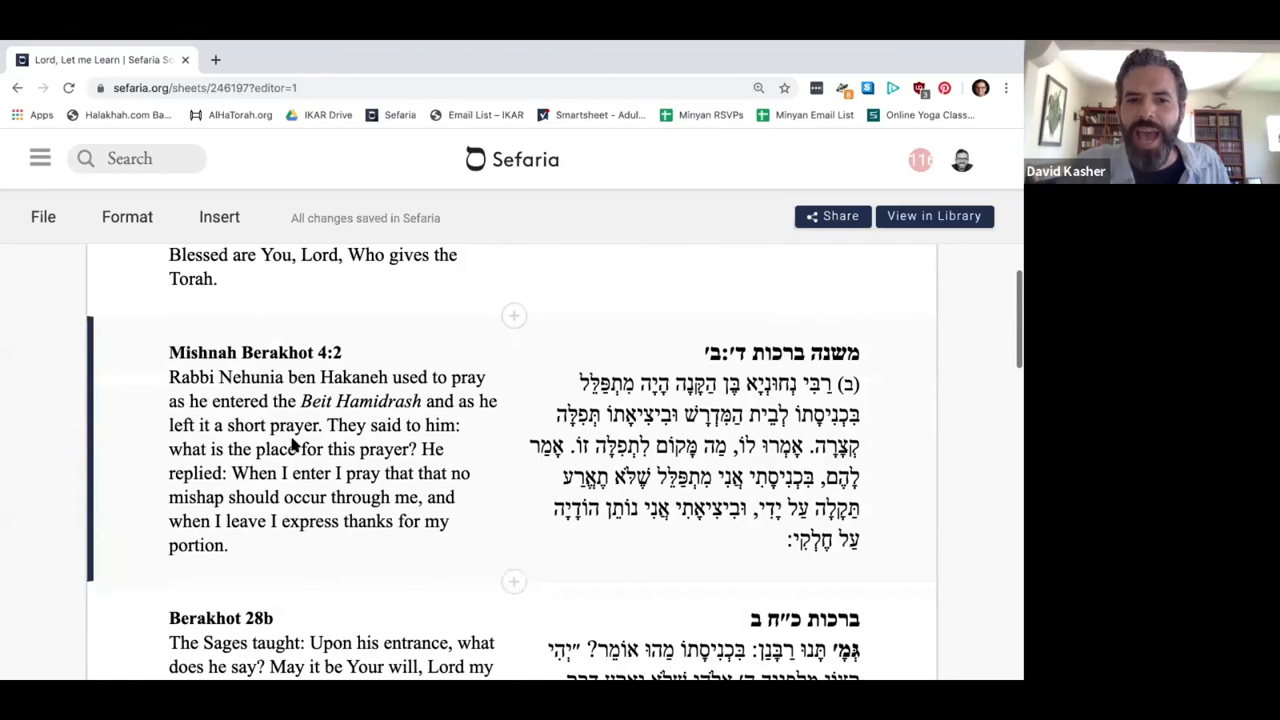 Lord, Let me Learn | Sefaria So
sefaria.org/sheets/246197?editor=1
Apps
Halakhah.com Ba...
AlHaTorah.org
IKAR Drive
Sefaria
Email List – IKAR
Smartsheet - Adul...
Minyan RSVPs
Minyan Email List
Online Yoga Class...
Search
Sefaria
116
File
Format
Insert
All changes saved in Sefaria
Share
View in Library
David Kasher
Blessed are You, Lord, Who gives the
Torah.
Mishnah Berakhot 4:2
Rabbi Nehunia ben Hakaneh used to pray
as he entered the Beit Hamidrash and as he
left it a short prayer. They said to him:
what is the place for this prayer? He
replied: When I enter I pray that that no
mishap should occur through me, and
when I leave I express thanks for my
portion.
משנה ברכות ד׳:ב׳
(ב) רַבִּי נְחוּנְיָא בֶּן הַקָּנָה הָיָה מִתְפַּלֵּל
בִּכְנִיסָתוֹ לְבֵית הַמִּדְרָשׁ וּבִיצִיאָתוֹ תְּפִלָּה
קְצָרָה. אָמְרוּ לוֹ, מַה מָּקוֹם לִתְפִלָּה זוֹ. אָמַר
לָהֶם, בִּכְנִיסָתִי אֲנִי מִתְפַּלֵּל שֶׁלֹּא תֶאֱרַע
תַּקָּלָה עַל יָדִי, וּבִיצִיאָתִי אֲנִי נוֹתֵן הוֹדָיָה
עַל חֶלְקִי:
Berakhot 28b
The Sages taught: Upon his entrance, what
does he say? May it be Your will, Lord my
ברכות כ״ח ב
גְּמָ׳ תָּנוּ רַבָּנַן: בִּכְנִיסָתוֹ מַהוּ אוֹמֵר? ״יְהִי